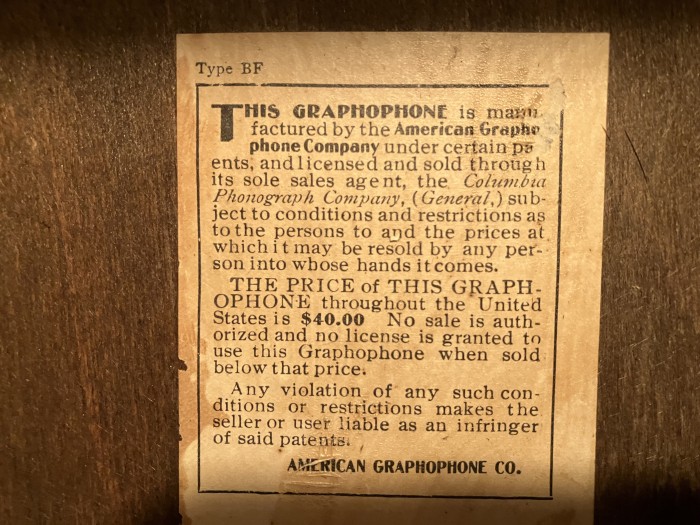 Type BF
THIS GRAPHOPHONE is manu-
factured by the American Grapho
phone Company under certain pa
ents, and licensed and sold through
its sole sales agent, the Columbia
Phonograph Company, (General,) sub-
ject to conditions and restrictions as
to the persons to and the prices at
which it may be resold by any per-
son into whose hands it comes.
THE PRICE of THIS GRAPH-
OPHONE throughout the United
States is $40.00 No sale is auth-
orized and no license is granted to
use this Graphophone when sold
below that price.
Any violation of any such con-
ditions or restrictions makes the
seller or user liable as an infringer
of said patents.
AMERICAN GRAPHOPHONE CO.